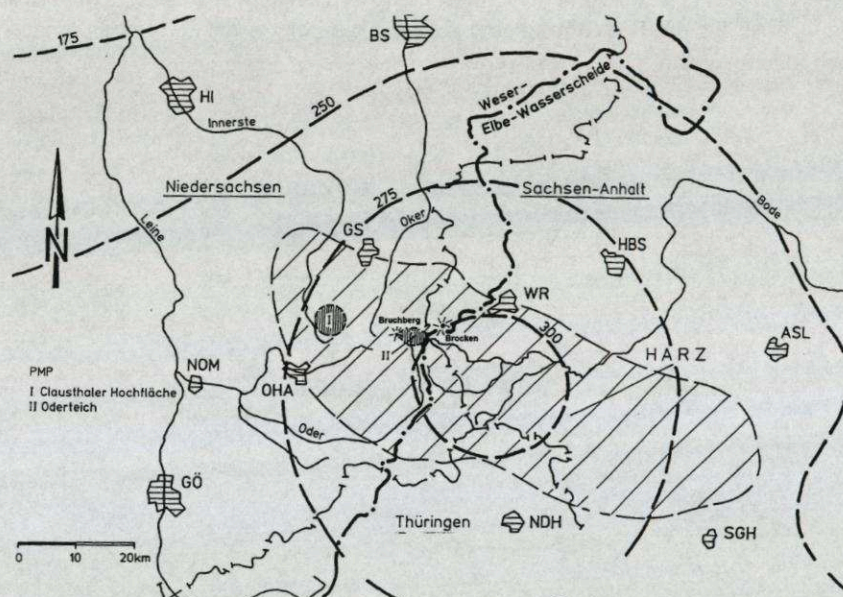 175
BS
HI
250
Weser-
Elbe-Wasserscheide
Innerste
Niedersachsen
275
Sachsen-Anhalt
Leine
Oker
Bode
N
GS
HBS
WR
I
Bruchberg
Brocken
300
II
ASL
HARZ
NOM
OHA
PMP
I Clausthaler Hochfläche
II Oderteich
Oder
GÖ
Thüringen
NDH
SGH
0 10 20km